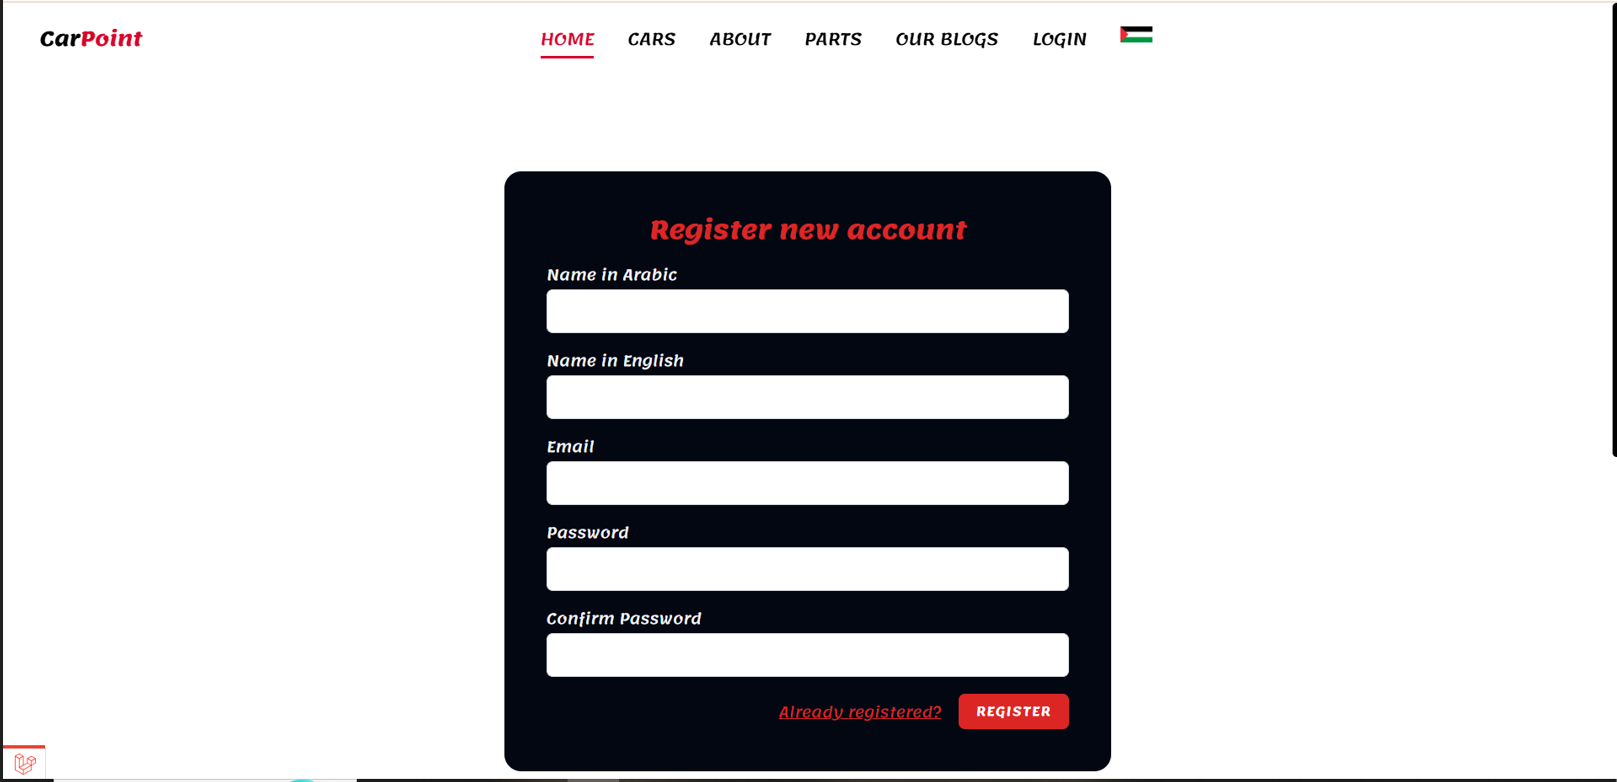 CarPoint
HOME CARS ABOUT PARTS OUR BLOGS LOGIN
Register new account
Name in Arabic
Name in English
Email
Password
Confirm Password
Already registered? REGISTER